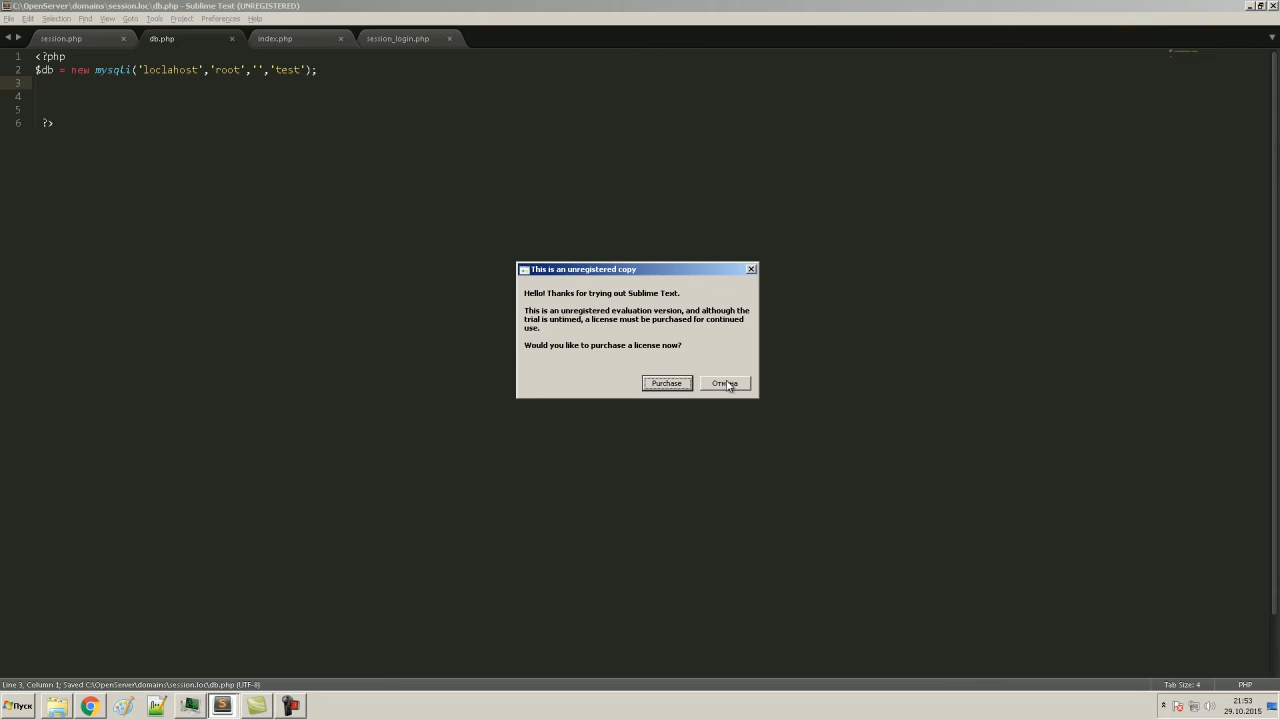 C:\OpenServer\domains\session.loc\db.php - Sublime Text (UNREGISTERED)
File Edit Selection Find View Goto Tools Project Preferences Help
session.php db.php index.php session_login.php
1 <?php
2 $db = new mysqli('loclahost','root','','test');
3
4
5
6 ?>
This is an unregistered copy
Hello! Thanks for trying out Sublime Text.
This is an unregistered evaluation version, and although the
trial is untimed, a license must be purchased for continued
use.
Would you like to purchase a license now?
Purchase Отмена
Line 3, Column 1; Saved C:\OpenServer\domains\session.loc\db.php (UTF-8) Tab Size: 4 PHP
Пуск 21:53
29.10.2015